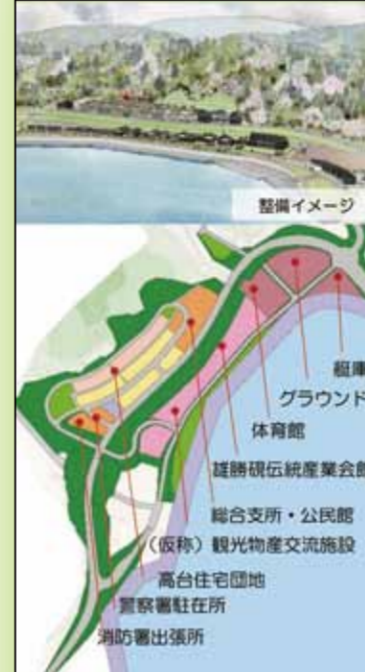 整備イメージ
艇庫
グラウンド
体育館
雄勝硯伝統産業会館
総合支所・公民館
（仮称）観光物産交流施設
高台住宅団地
警察署駐在所
消防署出張所